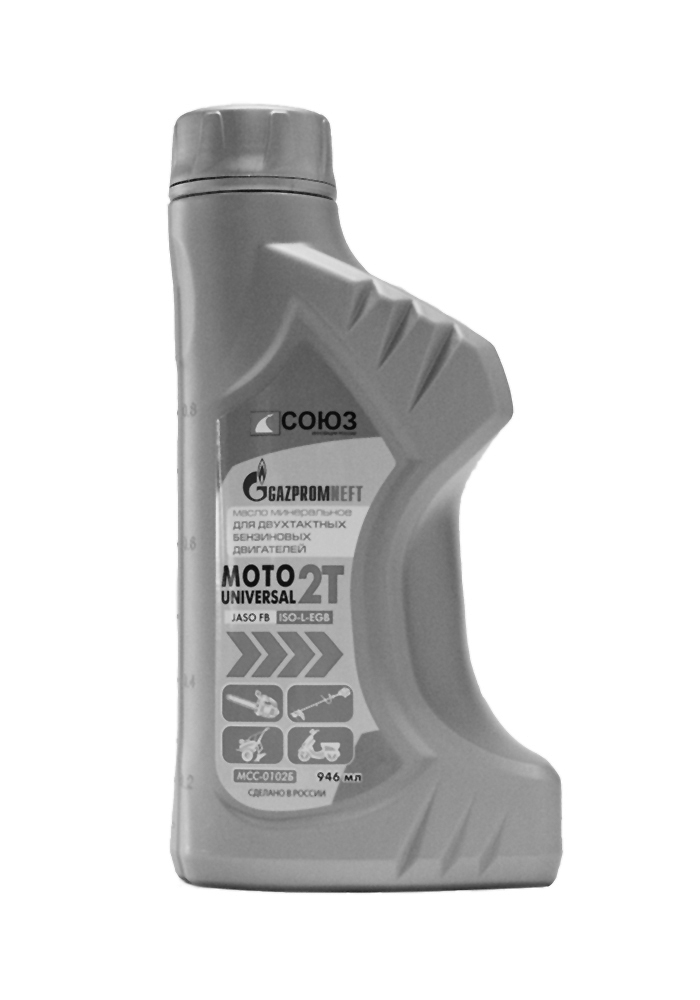 СОЮЗ
GAZPROMNEFT
МАСЛО МИНЕРАЛЬНОЕ
ДЛЯ ДВУХТАКТНЫХ
БЕНЗИНОВЫХ
ДВИГАТЕЛЕЙ
MOTO 2T
UNIVERSAL
JASO FB ISO-L-EGB
МСС-0102Б 946 мл
СДЕЛАНО В РОССИИ